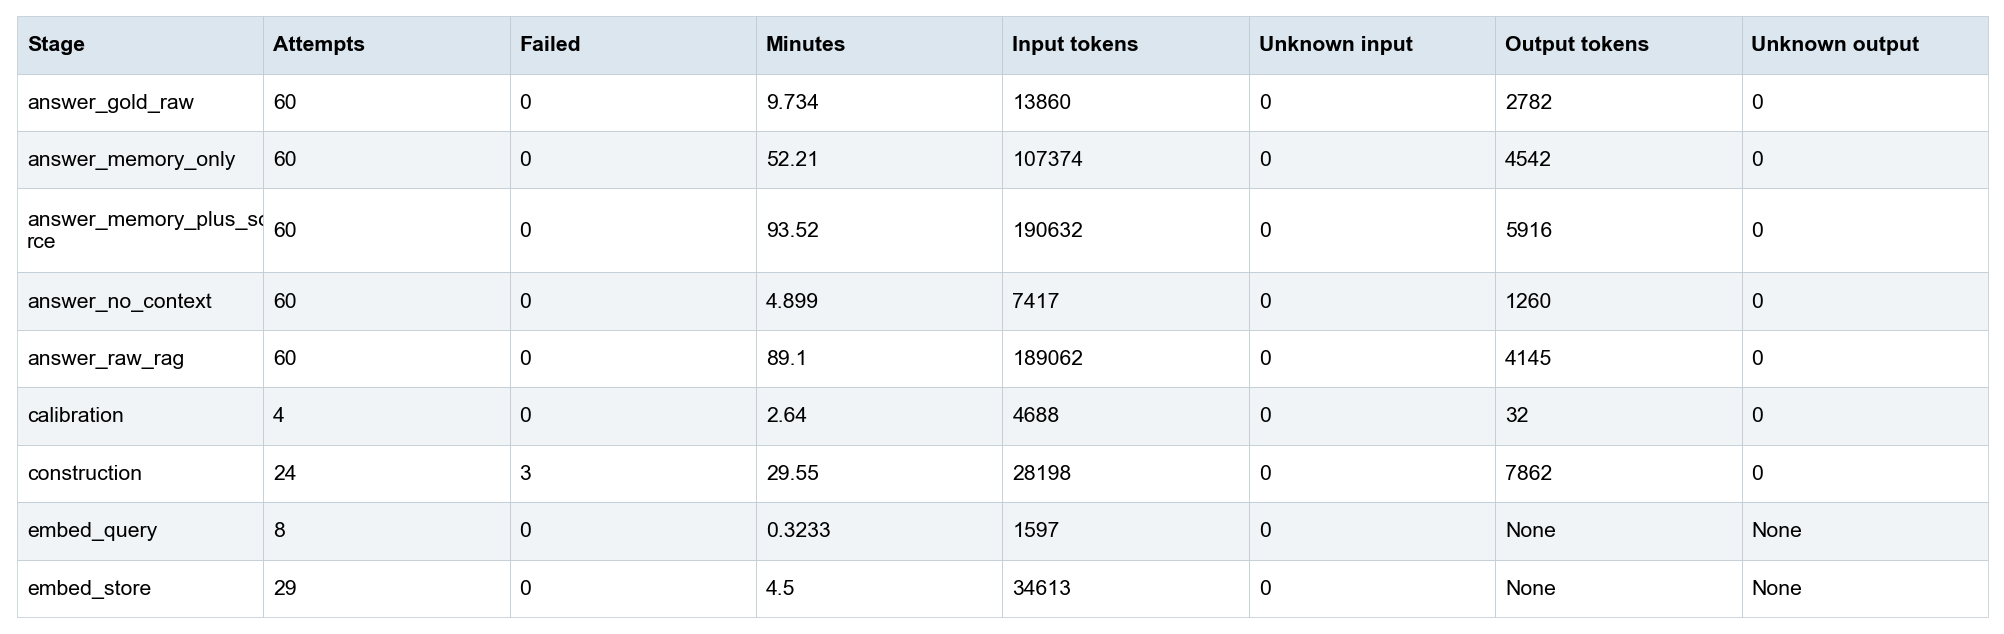 Stage Attempts Failed Minutes Input tokens Unknown input Output tokens Unknown output
answer_gold_raw 60 0 9.734 13860 0 2782 0
answer_memory_only 60 0 52.21 107374 0 4542 0
answer_memory_plus_so
rce 60 0 93.52 190632 0 5916 0
answer_no_context 60 0 4.899 7417 0 1260 0
answer_raw_rag 60 0 89.1 189062 0 4145 0
calibration 4 0 2.64 4688 0 32 0
construction 24 3 29.55 28198 0 7862 0
embed_query 8 0 0.3233 1597 0 None None
embed_store 29 0 4.5 34613 0 None None